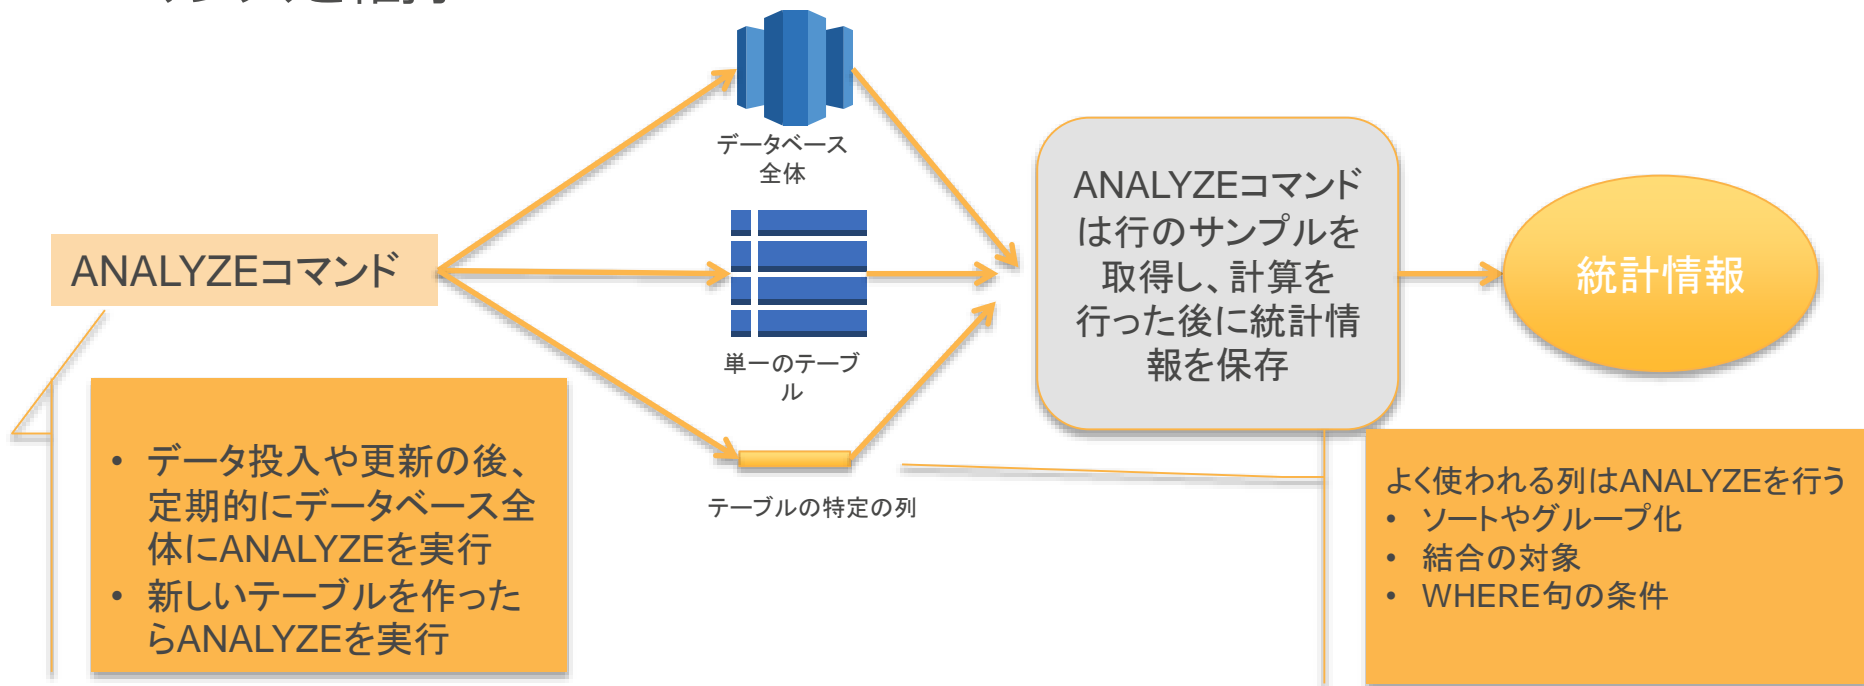 データベース
全体
ANALYZEコマンド
単一のテーブ
ル
テーブルの特定の列
ANALYZEコマンド
は行のサンプルを
取得し、計算を
行った後に統計情
報を保存
統計情報
• データ投入や更新の後、
定期的にデータベース全
体にANALYZEを実行
• 新しいテーブルを作った
らANALYZEを実行
よく使われる列はANALYZEを行う
• ソートやグループ化
• 結合の対象
• WHERE句の条件